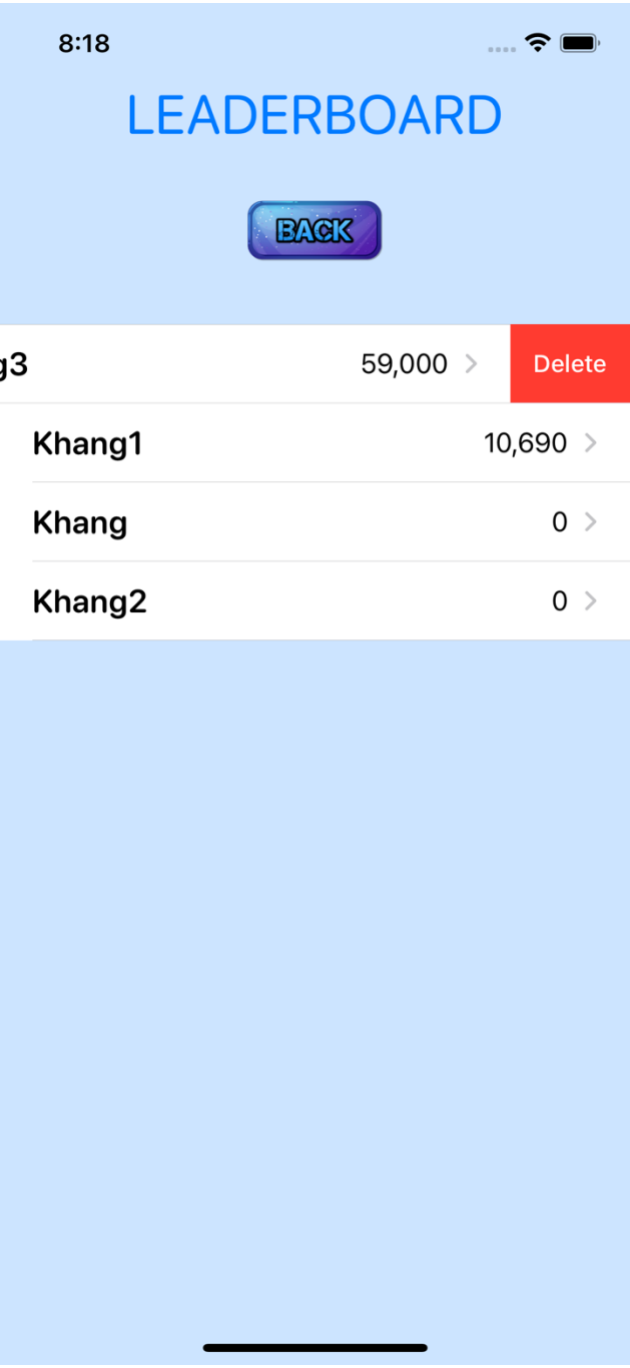 8:18
LEADERBOARD
BACK
g3 59,000 Delete
Khang1 10,690
Khang 0
Khang2 0